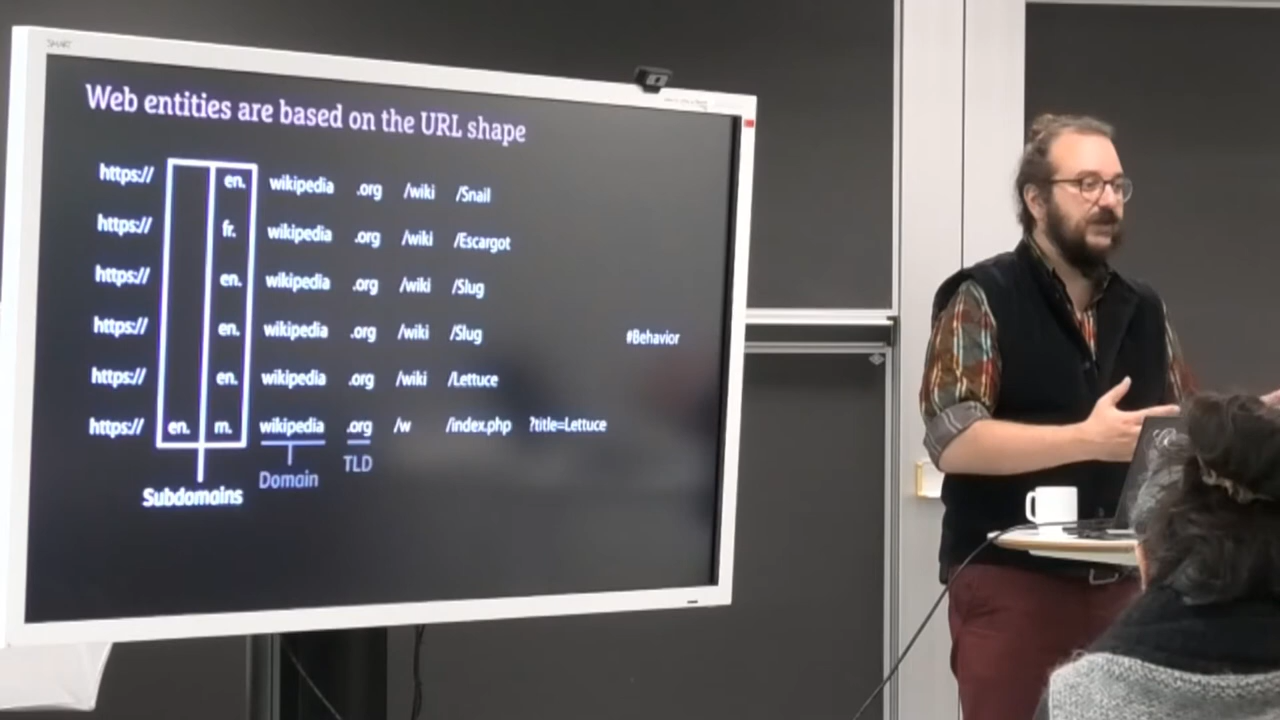 SMART
Web entities are based on the URL shape
https:// en. wikipedia .org /wiki /Snail
https:// fr. wikipedia .org /wiki /Escargot
https:// en. wikipedia .org /wiki /Slug
https:// en. wikipedia .org /wiki /Slug #Behavior
https:// en. wikipedia .org /wiki /Lettuce
https:// en. m. wikipedia .org /w /index.php ?title=Lettuce
Subdomains Domain TLD